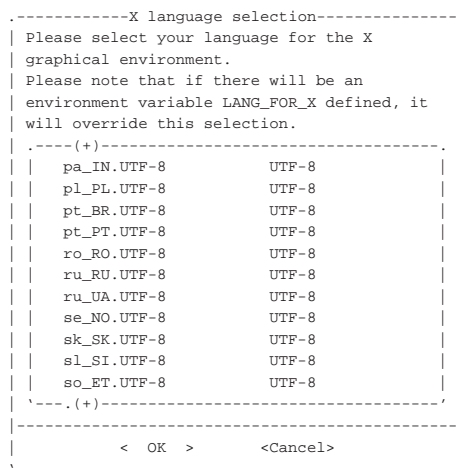 .------------X language selection---------------
| Please select your language for the X
| graphical environment.
| Please note that if there will be an
| environment variable LANG_FOR_X defined, it
| will override this selection.
| .----(+)------------------------------------.
| |   pa_IN.UTF-8           UTF-8             |
| |   pl_PL.UTF-8           UTF-8             |
| |   pt_BR.UTF-8           UTF-8             |
| |   pt_PT.UTF-8           UTF-8             |
| |   ro_RO.UTF-8           UTF-8             |
| |   ru_RU.UTF-8           UTF-8             |
| |   ru_UA.UTF-8           UTF-8             |
| |   se_NO.UTF-8           UTF-8             |
| |   sk_SK.UTF-8           UTF-8             |
| |   sl_SI.UTF-8           UTF-8             |
| |   so_ET.UTF-8           UTF-8             |
| '---.(+)------------------------------------'
|-----------------------------------------------
|           <  OK  >       <Cancel>